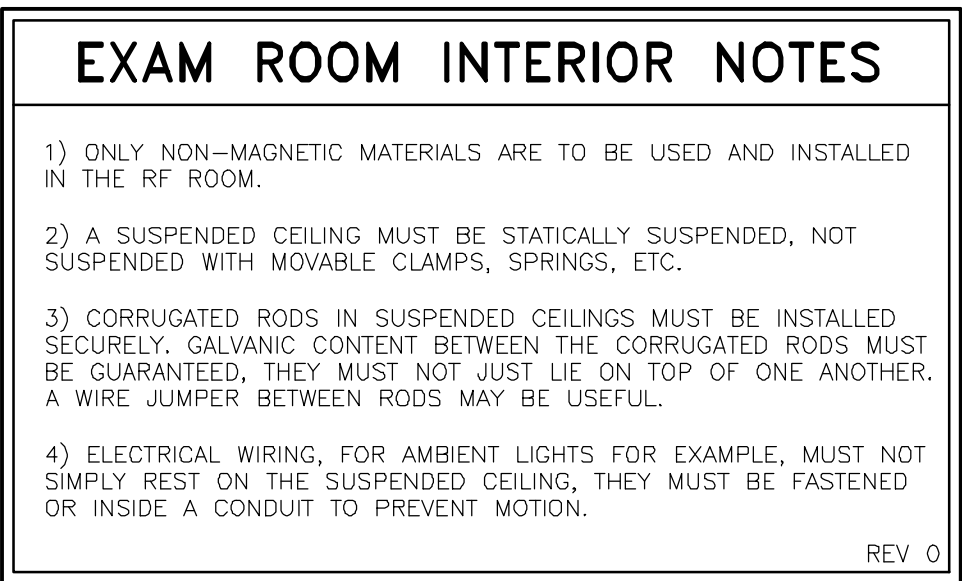 EXAM ROOM INTERIOR NOTES
1) ONLY NON-MAGNETIC MATERIALS ARE TO BE USED AND INSTALLED
IN THE RF ROOM.
2) A SUSPENDED CEILING MUST BE STATICALLY SUSPENDED, NOT
SUSPENDED WITH MOVABLE CLAMPS, SPRINGS, ETC.
3) CORRUGATED RODS IN SUSPENDED CEILINGS MUST BE INSTALLED
SECURELY. GALVANIC CONTENT BETWEEN THE CORRUGATED RODS MUST
BE GUARANTEED, THEY MUST NOT JUST LIE ON TOP OF ONE ANOTHER.
A WIRE JUMPER BETWEEN RODS MAY BE USEFUL.
4) ELECTRICAL WIRING, FOR AMBIENT LIGHTS FOR EXAMPLE, MUST NOT
SIMPLY REST ON THE SUSPENDED CEILING, THEY MUST BE FASTENED
OR INSIDE A CONDUIT TO PREVENT MOTION.
REV 0